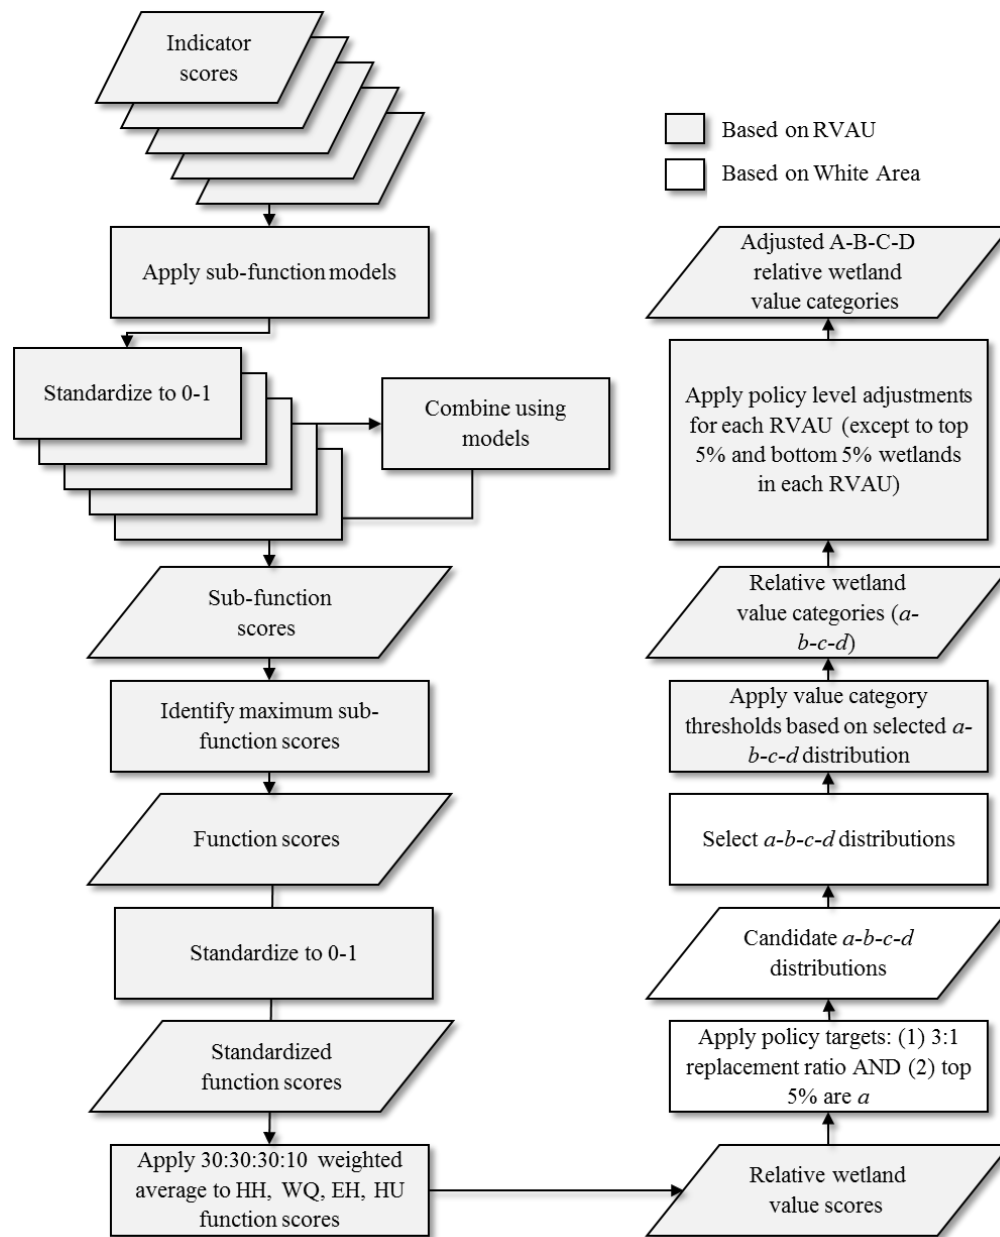 Indicator
scores
Apply sub-function models
Standardize to 0-1
Combine using
models
Sub-function
scores
Identify maximum sub-
function scores
Function scores
Standardize to 0-1
Standardized
function scores
Apply 30:30:30:10 weighted
average to HH, WQ, EH, HU
function scores
Based on RVAU
Based on White Area
Adjusted A-B-C-D
relative wetland
value categories
Apply policy level adjustments
for each RVAU (except to top
5% and bottom 5% wetlands
in each RVAU)
Relative wetland
value categories (a-
b-c-d)
Apply value category
thresholds based on selected a-
b-c-d distribution
Select a-b-c-d distributions
Candidate a-b-c-d
distributions
Apply policy targets: (1) 3:1
replacement ratio AND (2) top
5% are a
Relative wetland
value scores